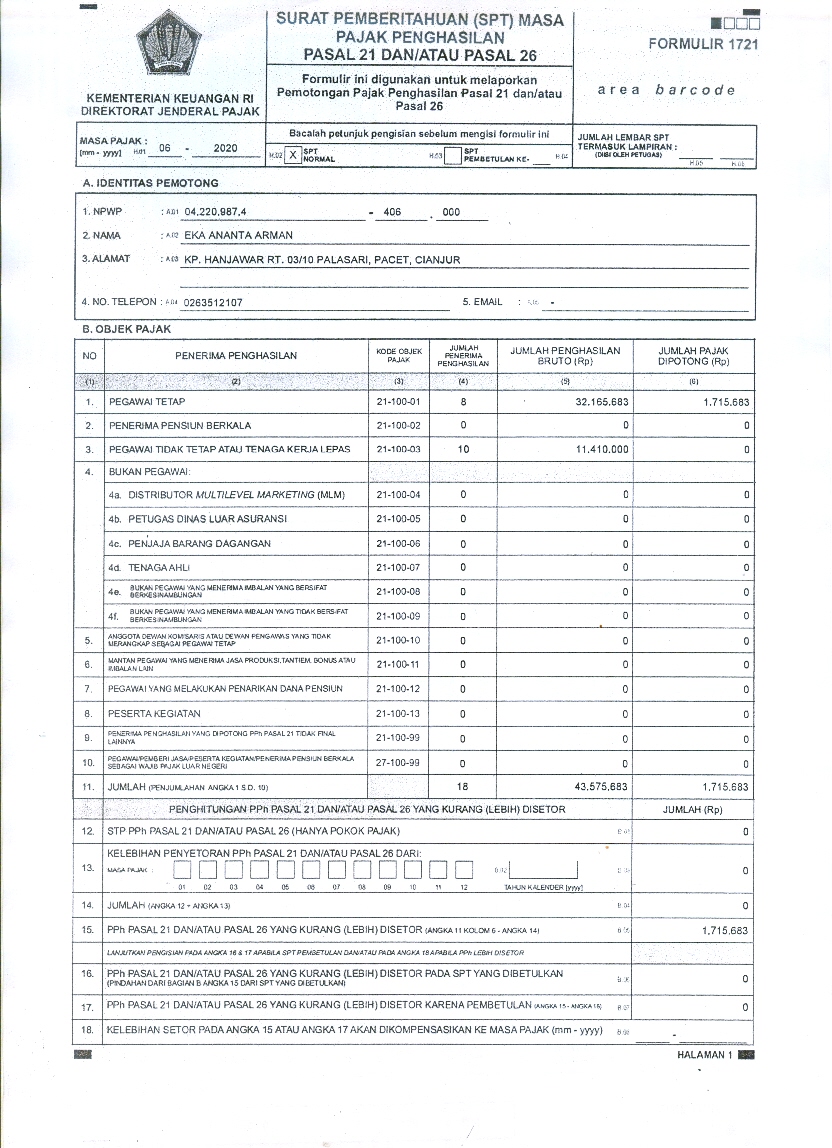 SURAT PEMBERITAHUAN (SPT) MASA
PAJAK PENGHASILAN
PASAL 21 DAN/ATAU PASAL 26
FORMULIR 1721
Formulir ini digunakan untuk melaporkan
Pemotongan Pajak Penghasilan Pasal 21 dan/atau
Pasal 26
area barcode
KEMENTERIAN KEUANGAN RI
DIREKTORAT JENDERAL PAJAK
Bacalah petunjuk pengisian sebelum mengisi formulir ini
MASA PAJAK :
[mm - yyyy] H.01 06 - 2020
H.02 X SPT NORMAL H.03 SPT PEMBETULAN KE- H.04
JUMLAH LEMBAR SPT
TERMASUK LAMPIRAN :
(DIISI OLEH PETUGAS)
H.05 H.06
A. IDENTITAS PEMOTONG
1. NPWP : A.01 04.220.987.4 - 406 . 000
2. NAMA : A.02 EKA ANANTA ARMAN
3. ALAMAT : A.03 KP. HANJAWAR RT. 03/10 PALASARI, PACET, CIANJUR
4. NO. TELEPON : A.04 0263512107 5. EMAIL : A.05 -
B. OBJEK PAJAK
NO PENERIMA PENGHASILAN KODE OBJEK PAJAK JUMLAH PENERIMA PENGHASILAN JUMLAH PENGHASILAN BRUTO (Rp) JUMLAH PAJAK DIPOTONG (Rp)
(1) (2) (3) (4) (5) (6)
1. PEGAWAI TETAP 21-100-01 8 32.165.683 1.715.683
2. PENERIMA PENSIUN BERKALA 21-100-02 0 0 0
3. PEGAWAI TIDAK TETAP ATAU TENAGA KERJA LEPAS 21-100-03 10 11.410.000 0
4. BUKAN PEGAWAI:
4a. DISTRIBUTOR MULTILEVEL MARKETING (MLM) 21-100-04 0 0 0
4b. PETUGAS DINAS LUAR ASURANSI 21-100-05 0 0 0
4c. PENJAJA BARANG DAGANGAN 21-100-06 0 0 0
4d. TENAGA AHLI 21-100-07 0 0 0
4e. BUKAN PEGAWAI YANG MENERIMA IMBALAN YANG BERSIFAT BERKESINAMBUNGAN 21-100-08 0 0 0
4f. BUKAN PEGAWAI YANG MENERIMA IMBALAN YANG TIDAK BERSIFAT BERKESINAMBUNGAN 21-100-09 0 0 0
5. ANGGOTA DEWAN KOMISARIS ATAU DEWAN PENGAWAS YANG TIDAK MERANGKAP SEBAGAI PEGAWAI TETAP 21-100-10 0 0 0
6. MANTAN PEGAWAI YANG MENERIMA JASA PRODUKSI, TANTIEM, BONUS ATAU IMBALAN LAIN 21-100-11 0 0 0
7. PEGAWAI YANG MELAKUKAN PENARIKAN DANA PENSIUN 21-100-12 0 0 0
8. PESERTA KEGIATAN 21-100-13 0 0 0
9. PENERIMA PENGHASILAN YANG DIPOTONG PPh PASAL 21 TIDAK FINAL LAINNYA 21-100-99 0 0 0
10. PEGAWAI/PEMBERI JASA/PESERTA KEGIATAN/PENERIMA PENSIUN BERKALA SEBAGAI WAJIB PAJAK LUAR NEGERI 27-100-99 0 0 0
11. JUMLAH (PENJUMLAHAN ANGKA 1 S.D. 10) 18 43.575.683 1.715.683
PENGHITUNGAN PPh PASAL 21 DAN/ATAU PASAL 26 YANG KURANG (LEBIH) DISETOR JUMLAH (Rp)
12. STP PPh PASAL 21 DAN/ATAU PASAL 26 (HANYA POKOK PAJAK) B.01 0
13. KELEBIHAN PENYETORAN PPh PASAL 21 DAN/ATAU PASAL 26 DARI:
MASA PAJAK : B.02 B.03 0
01 02 03 04 05 06 07 08 09 10 11 12 TAHUN KALENDER [yyyy]
14. JUMLAH (ANGKA 12 + ANGKA 13) B.04 0
15. PPh PASAL 21 DAN/ATAU PASAL 26 YANG KURANG (LEBIH) DISETOR (ANGKA 11 KOLOM 6 - ANGKA 14) B.05 1,715,683
LANJUTKAN PENGISIAN PADA ANGKA 16 & 17 APABILA SPT PEMBETULAN DAN/ATAU PADA ANGKA 18 APABILA PPh LEBIH DISETOR
16. PPh PASAL 21 DAN/ATAU PASAL 26 YANG KURANG (LEBIH) DISETOR PADA SPT YANG DIBETULKAN B.06 0
(PINDAHAN DARI BAGIAN B ANGKA 15 DARI SPT YANG DIBETULKAN)
17. PPh PASAL 21 DAN/ATAU PASAL 26 YANG KURANG (LEBIH) DISETOR KARENA PEMBETULAN (ANGKA 15 - ANGKA 16) B.07 0
18. KELEBIHAN SETOR PADA ANGKA 15 ATAU ANGKA 17 AKAN DIKOMPENSASIKAN KE MASA PAJAK (mm - yyyy) B.08 -
HALAMAN 1